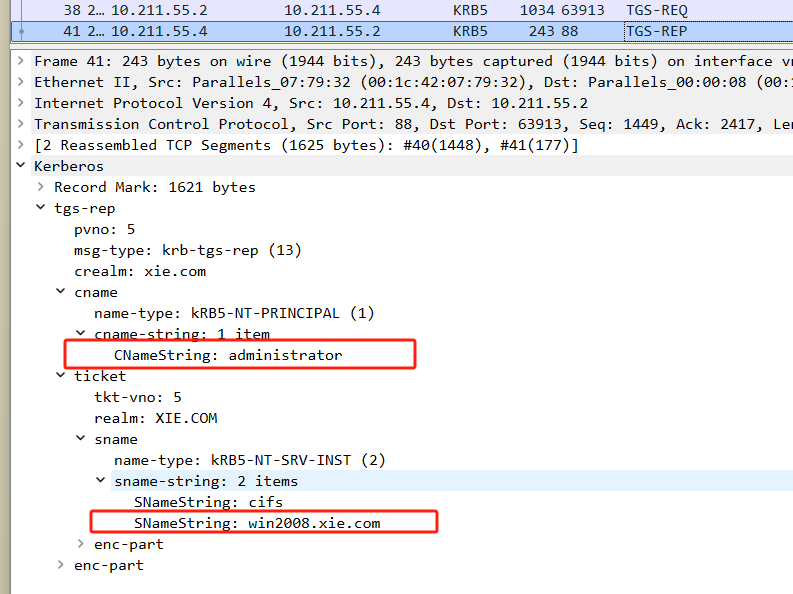 38 2… 10.211.55.2 10.211.55.4 KRB5 1034 63913 TGS-REQ
41 2… 10.211.55.4 10.211.55.2 KRB5 243 88 TGS-REP
Frame 41: 243 bytes on wire (1944 bits), 243 bytes captured (1944 bits) on interface
Ethernet II, Src: Parallels_07:79:32 (00:1c:42:07:79:32), Dst: Parallels_00:00:08 (00:
Internet Protocol Version 4, Src: 10.211.55.4, Dst: 10.211.55.2
Transmission Control Protocol, Src Port: 88, Dst Port: 63913, Seq: 1449, Ack: 2417, Len
[2 Reassembled TCP Segments (1625 bytes): #40(1448), #41(177)]
Kerberos
Record Mark: 1621 bytes
tgs-rep
pvno: 5
msg-type: krb-tgs-rep (13)
crealm: xie.com
cname
name-type: kRB5-NT-PRINCIPAL (1)
cname-string: 1 item
CNameString: administrator
ticket
tkt-vno: 5
realm: XIE.COM
sname
name-type: kRB5-NT-SRV-INST (2)
sname-string: 2 items
SNameString: cifs
SNameString: win2008.xie.com
enc-part
enc-part